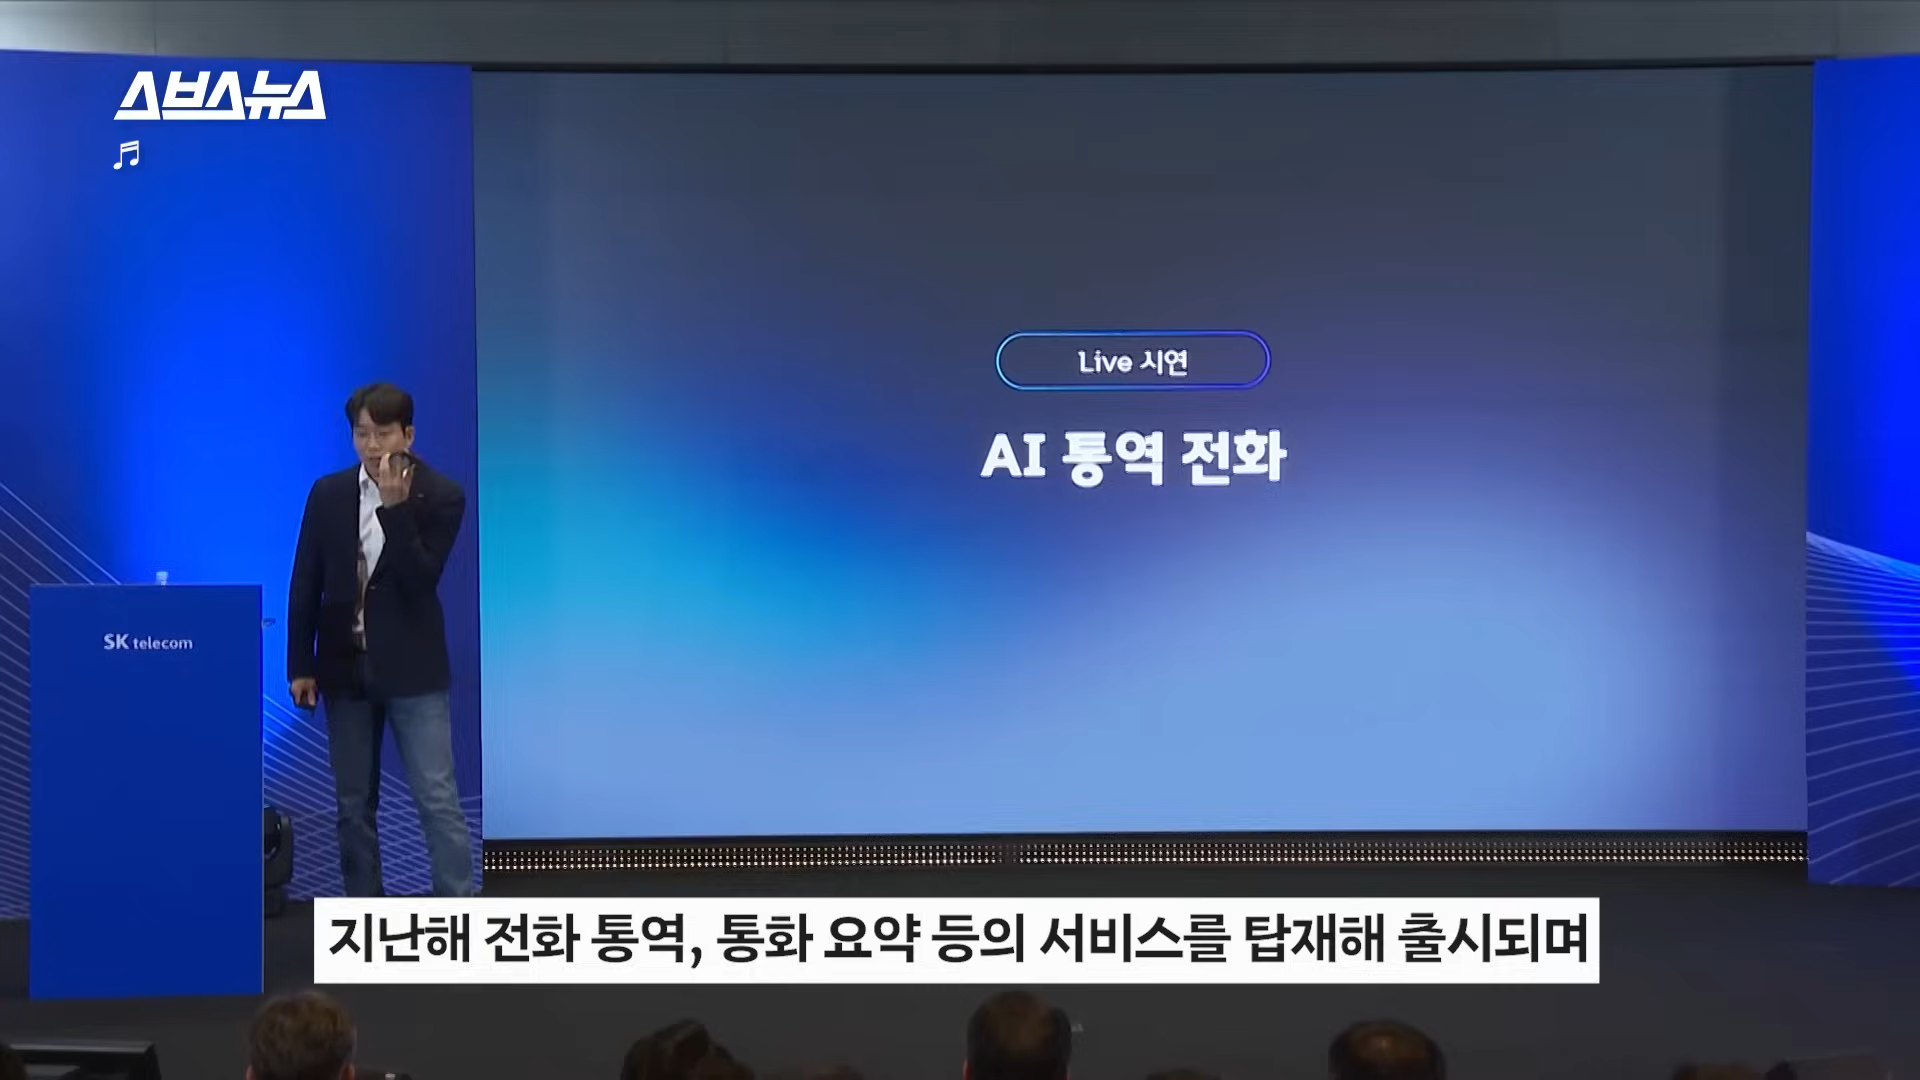 스브스뉴스
Live 시연
AI 통역 전화
SK telecom
지난해 전화 통역, 통화 요약 등의 서비스를 탑재해 출시되며